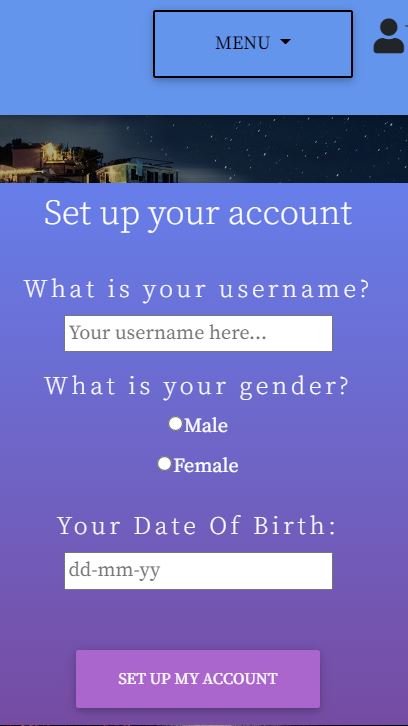 MENU
Set up your account
What is your username?
Your username here...
What is your gender?
Male
Female
Your Date Of Birth:
dd-mm-yy
SET UP MY ACCOUNT